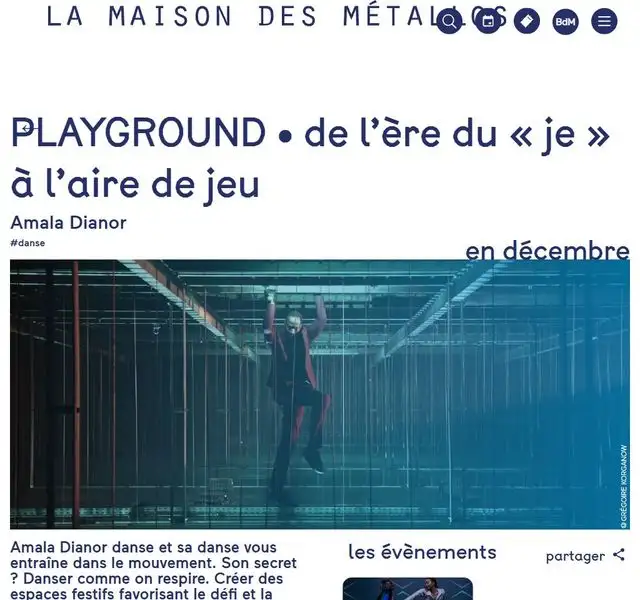 LA MAISON DES MÉTALLOS
BdM
PLAYGROUND • de l'ère du « je »
à l'aire de jeu
Amala Dianor
#danse
en décembre
© GRÉGOIRE KORGANOW
Amala Dianor danse et sa danse vous
entraîne dans le mouvement. Son secret
? Danser comme on respire. Créer des
espaces festifs favorisant le défi et la
les évènements
partager